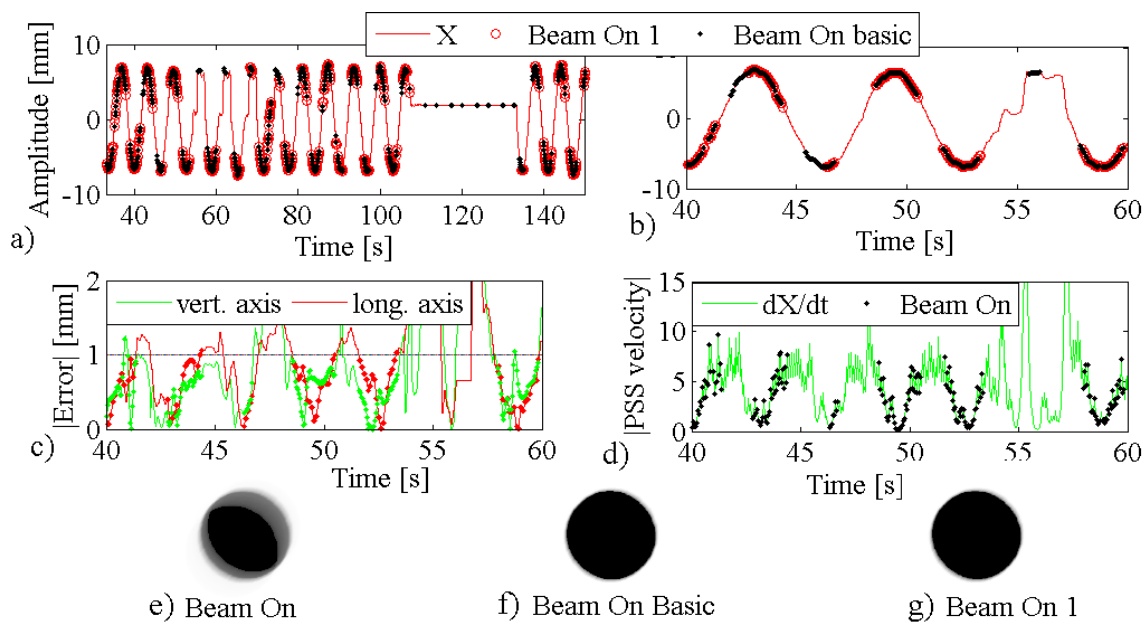 X Beam On 1 Beam On basic
Amplitude [mm]
10
0
-10
40 60 80 100 120 140
Time [s]
a)
0
-10
40 45 50 55 60
Time [s]
b)
vert. axis long. axis
|Error| [mm]
2
1
0
40 45 50 55 60
Time [s]
c)
dX/dt Beam On
|PSS velocity|
15
10
5
0
40 45 50 55 60
Time [s]
d)
e) Beam On
f) Beam On Basic
g) Beam On 1